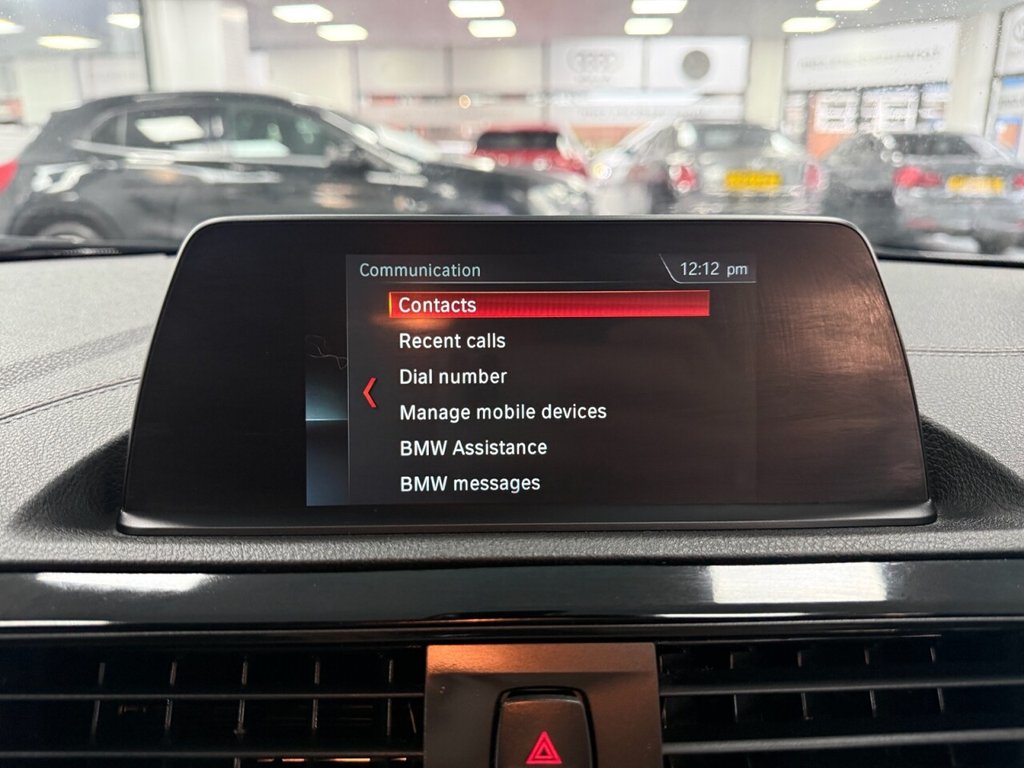 Communication 12:12 pm
Contacts
Recent calls
Dial number
Manage mobile devices
BMW Assistance
BMW messages